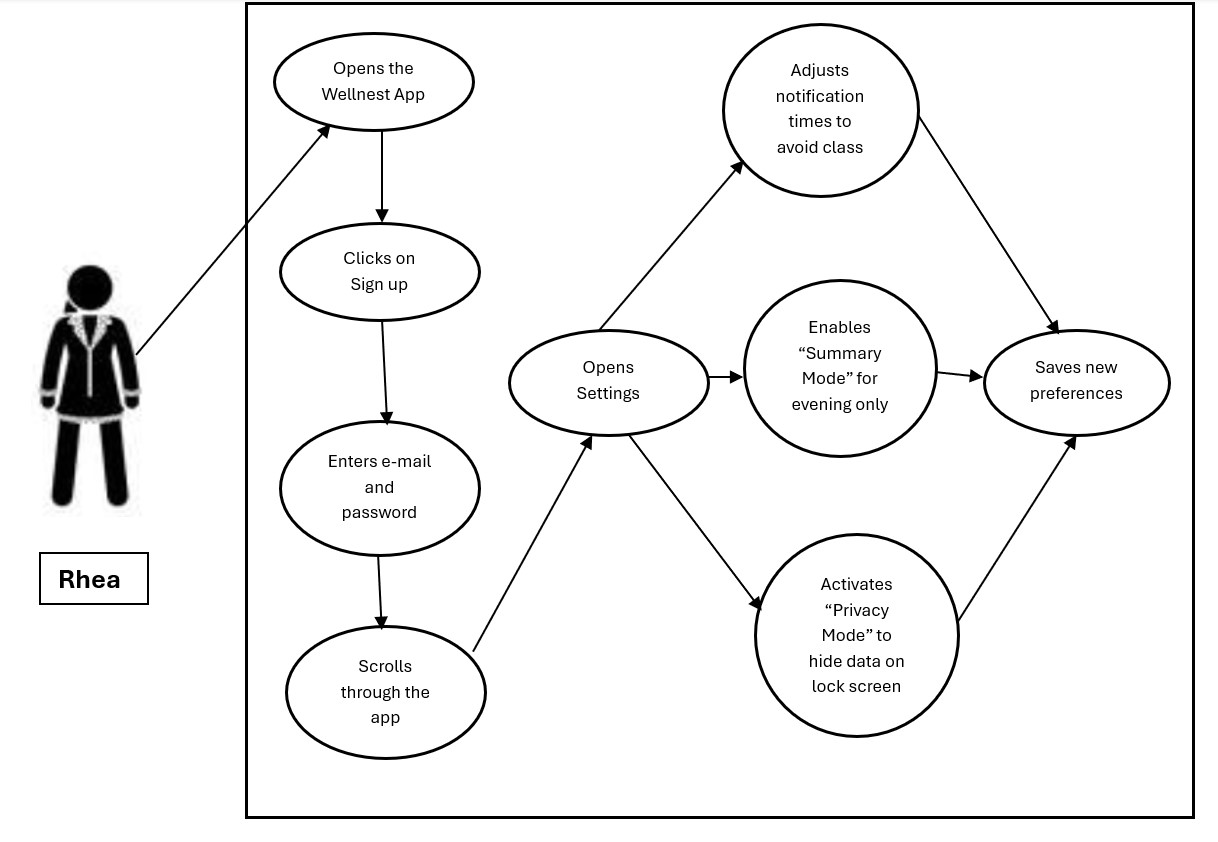 Opens the
Wellnest App
Clicks on
Sign up
Enters e-mail
and
password
Scrolls
through the
app
Opens
Settings
Adjusts
notification
times to
avoid class
Enables
“Summary
Mode” for
evening only
Activates
“Privacy
Mode” to
hide data on
lock screen
Saves new
preferences
Rhea